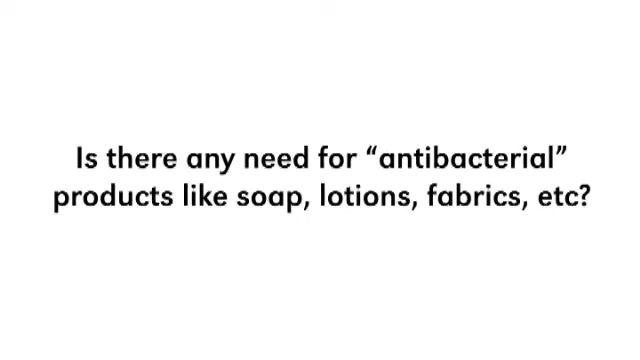 Is there any need for “antibacterial”
products like soap, lotions, fabrics, etc?